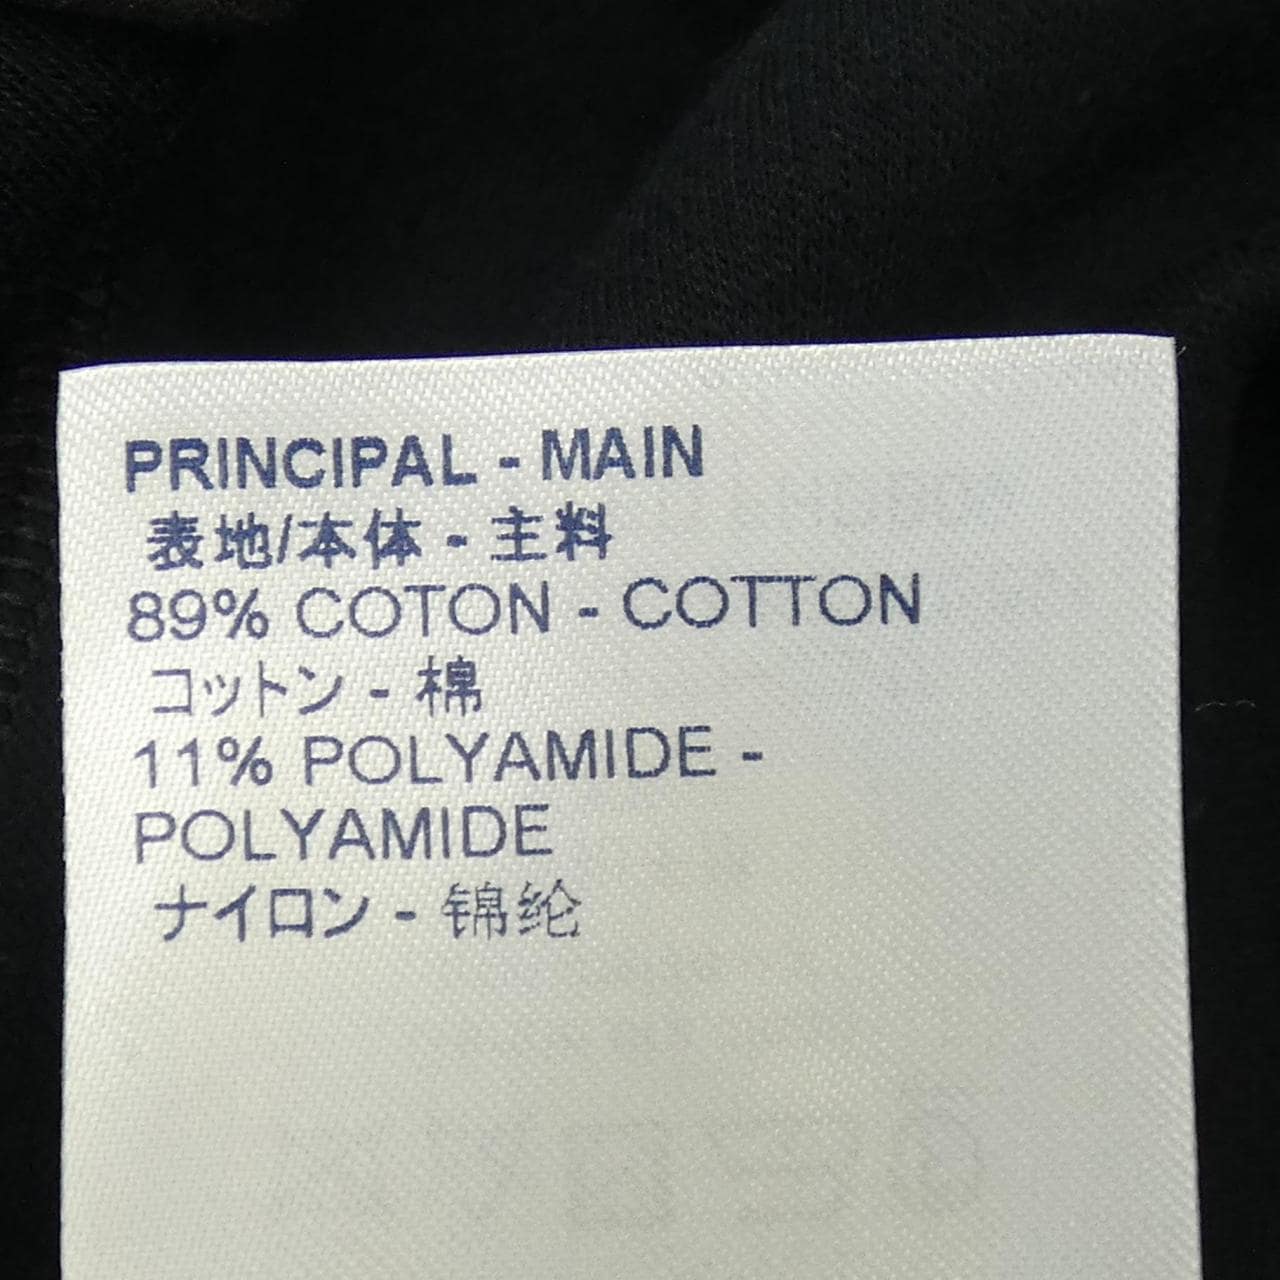 PRINCIPAL - MAIN
表地/本体 - 主料
89% COTON - COTTON
コットン - 棉
11% POLYAMIDE -
POLYAMIDE
ナイロン - 锦纶